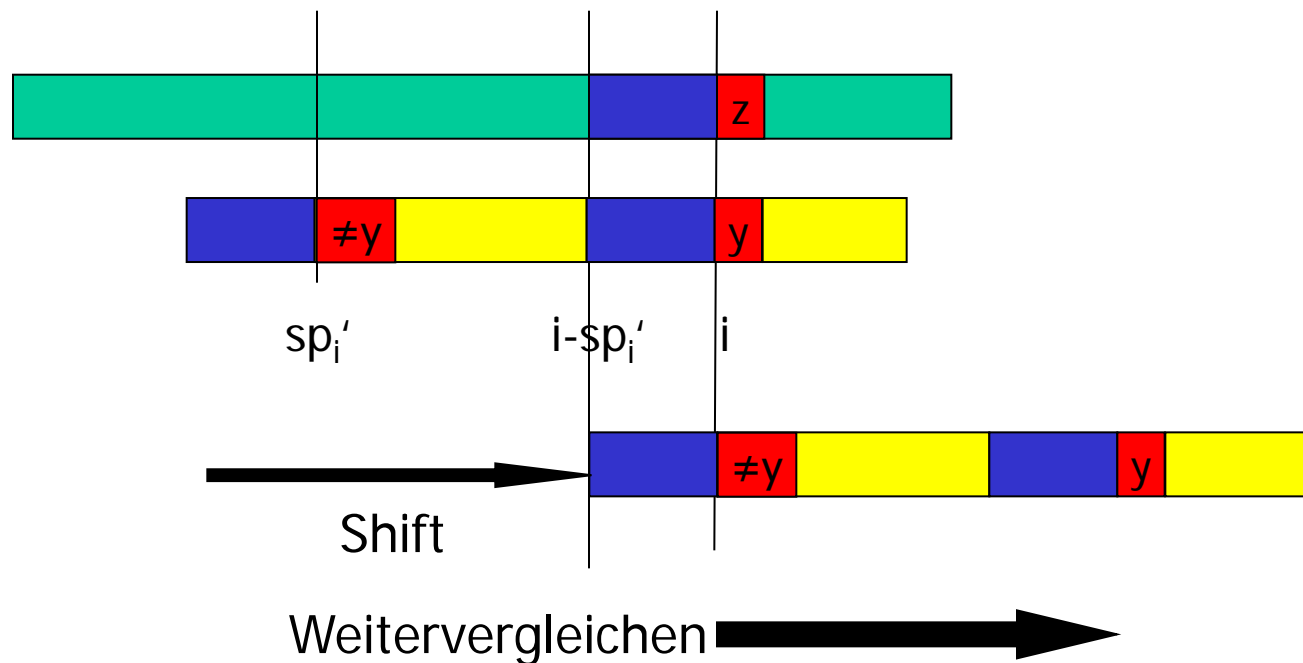 z
≠y y
spᵢ‘ i-spᵢ‘ i
≠y y
Shift
Weitervergleichen